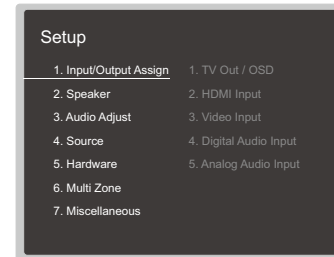 Setup
1. Input/Output Assign
2. Speaker
3. Audio Adjust
4. Source
5. Hardware
6. Multi Zone
7. Miscellaneous
1. TV Out / OSD
2. HDMI Input
3. Video Input
4. Digital Audio Input
5. Analog Audio Input